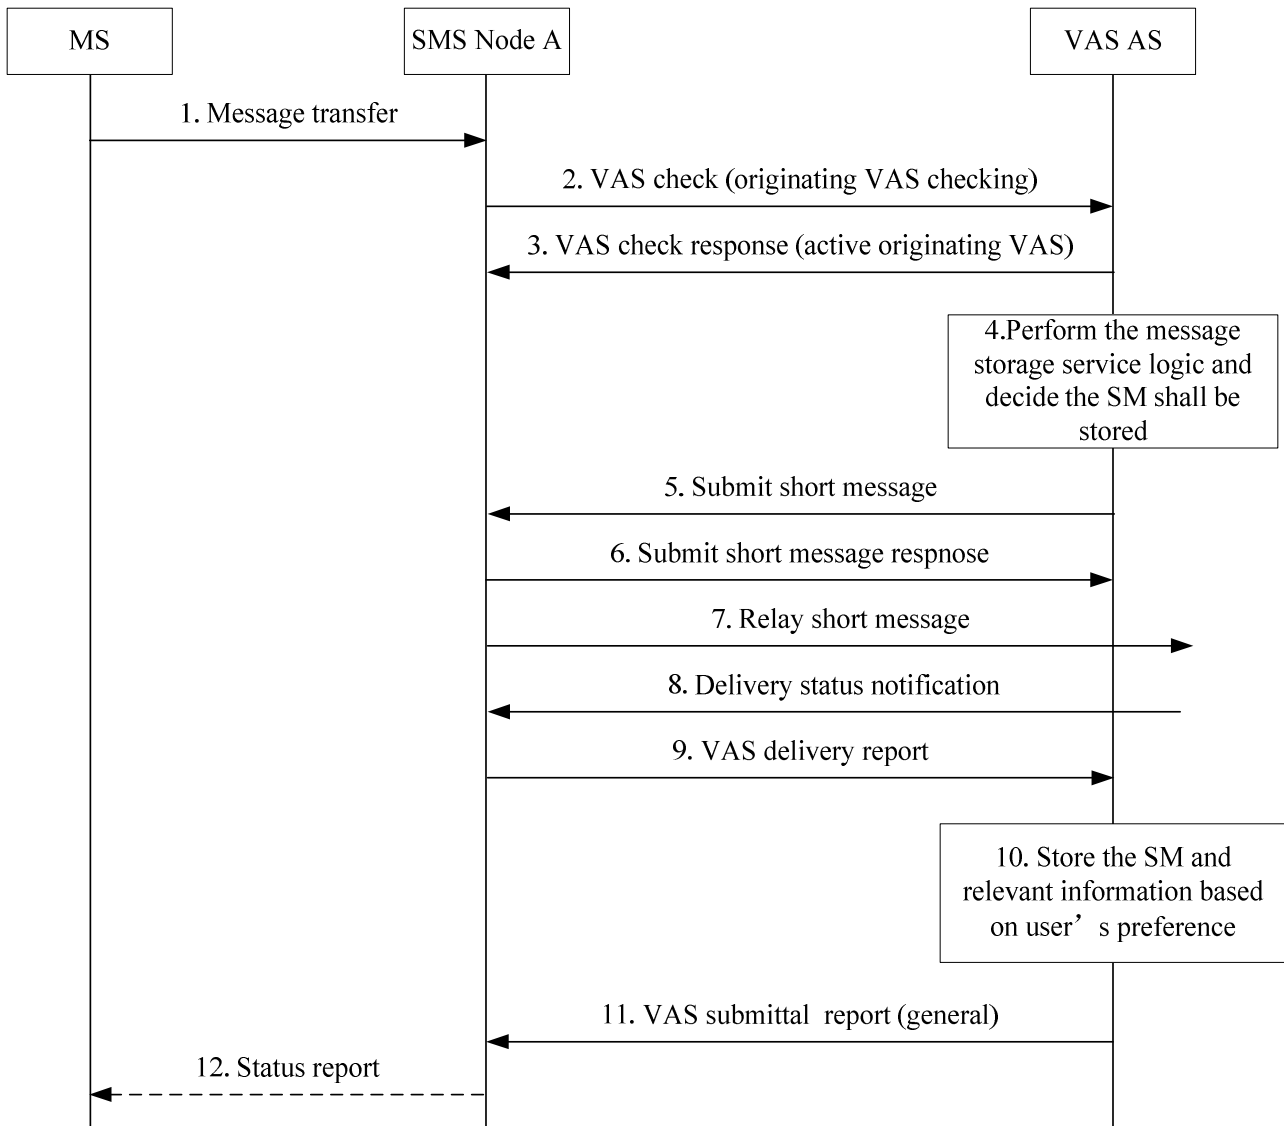 MS
SMS Node A
VAS AS
1. Message transfer
2. VAS check (originating VAS checking)
3. VAS check response (active originating VAS)
4.Perform the message
storage service logic and
decide the SM shall be
stored
5. Submit short message
6. Submit short message respnose
7. Relay short message
8. Delivery status notification
9. VAS delivery report
10. Store the SM and
relevant information based
on user’ s preference
11. VAS submittal  report (general)
12. Status report